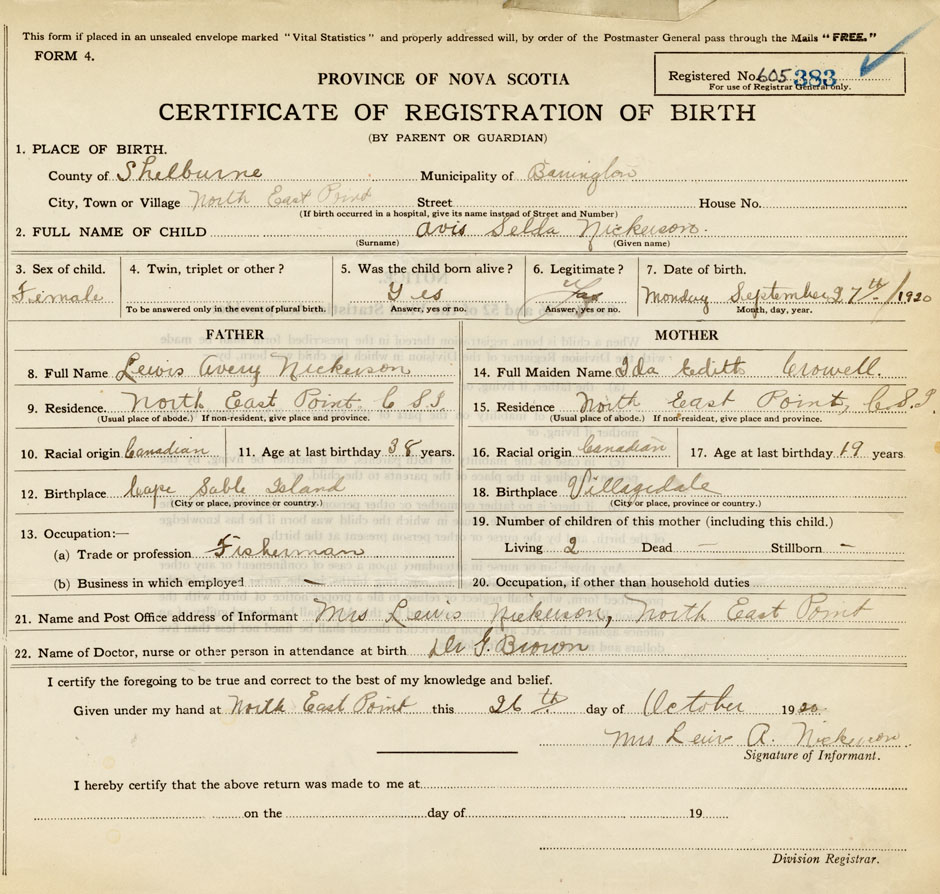 This form if placed in an unsealed envelope marked "Vital Statistics" and properly addressed will, by order of the Postmaster General pass through the Mails "FREE."
FORM 4.
Registered No. 605 383
For use of Registrar General only.
PROVINCE OF NOVA SCOTIA
CERTIFICATE OF REGISTRATION OF BIRTH
(BY PARENT OR GUARDIAN)
1. PLACE OF BIRTH.
County of Shelburne Municipality of Barrington
City, Town or Village North East Point Street House No.
(If birth occurred in a hospital, give its name instead of Street and Number)
2. FULL NAME OF CHILD Avis Selda Nickerson.
(Surname) (Given name)
3. Sex of child. 4. Twin, triplet or other? 5. Was the child born alive? 6. Legitimate? 7. Date of birth.
Female Yes Yes Monday September 27th/1920
To be answered only in the event of plural birth. Answer, yes or no. Answer, yes or no. Month, day, year.
FATHER MOTHER
8. Full Name Lewis Avery Nickerson 14. Full Maiden Name Ida Edith Crowell.
9. Residence. North East Point, C S I. 15. Residence North East Point, C.S.I.
(Usual place of abode.) If non-resident, give place and province. (Usual place of abode.) If non-resident, give place and province.
10. Racial origin Canadian 11. Age at last birthday 38 years. 16. Racial origin Canadian 17. Age at last birthday 19 years
12. Birthplace Cape Sable Island 18. Birthplace Villagedale
(City or place, province or country.) (City or place, province or country.)
13. Occupation:— 19. Number of children of this mother (including this child.)
(a) Trade or profession Fisherman Living 2 Dead — Stillborn -
(b) Business in which employed — 20. Occupation, if other than household duties
21. Name and Post Office address of Informant Mrs Lewis Nickerson, North East Point
22. Name of Doctor, nurse or other person in attendance at birth Dr G. Brown
I certify the foregoing to be true and correct to the best of my knowledge and belief.
Given under my hand at North East Point this 26th day of October 1920.
Mrs Lewis A. Nickerson.
Signature of Informant.
I hereby certify that the above return was made to me at
on the day of 19
Division Registrar.